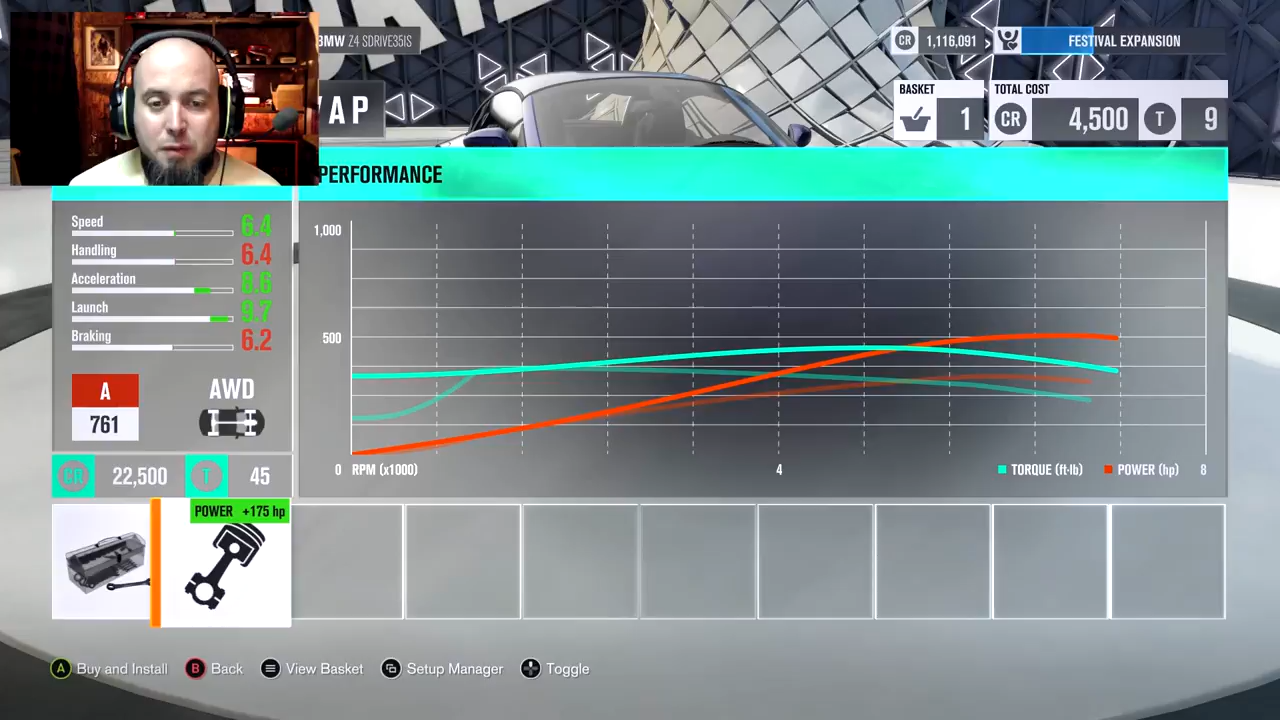 BMW Z4 SDRIVE35IS
CR 1,116,091
FESTIVAL EXPANSION
BASKET
1
TOTAL COST
CR 4,500 T 9
AP
PERFORMANCE
Speed 6.4
Handling 6.4
Acceleration 8.6
Launch 9.7
Braking 6.2
A
761
AWD
CR 22,500 T 45
1,000
500
0 RPM (x1000) 4 8
TORQUE (ft-lb) POWER (hp)
POWER +175 hp
A Buy and Install B Back View Basket Setup Manager Toggle